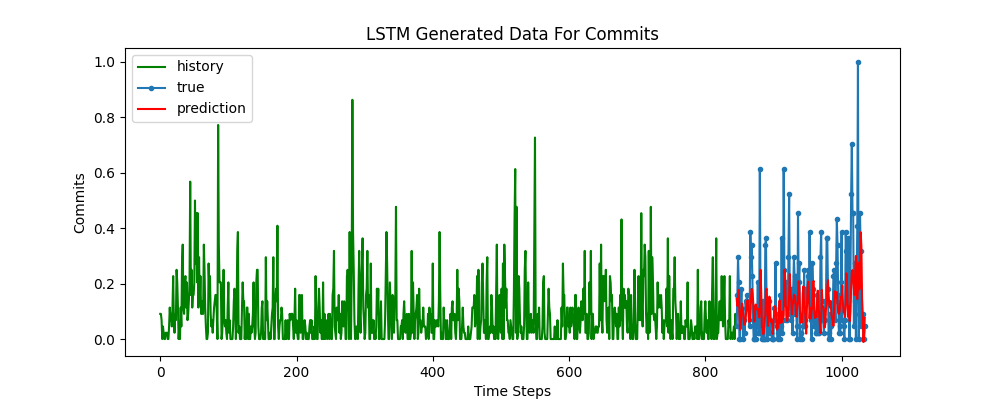 LSTM Generated Data For Commits
history
true
prediction
1.0
0.8
0.6
0.4
0.2
0.0
Commits
0 200 400 600 800 1000
Time Steps